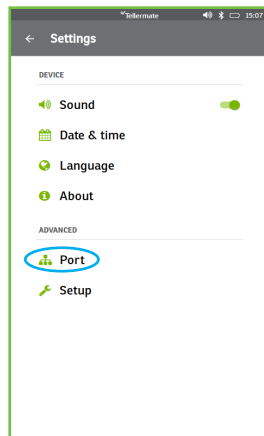 Tellermate 15:07
Settings
DEVICE
Sound
Date & time
Language
About
ADVANCED
Port
Setup